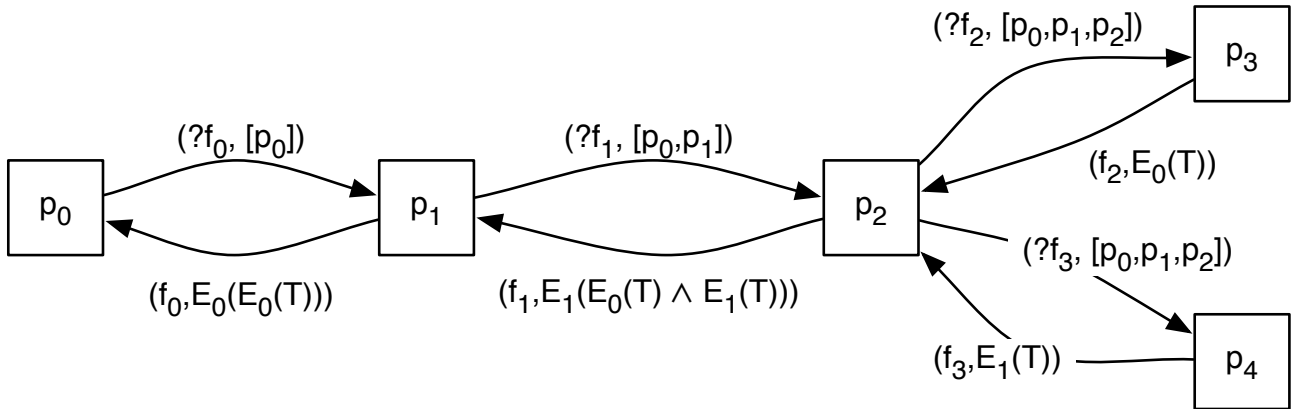 (?f₂, [p₀,p₁,p₂])
p₃
(?f₀, [p₀])
(?f₁, [p₀,p₁])
(f₂,E₀(T))
p₀
p₁
p₂
(?f₃, [p₀,p₁,p₂])
(f₀,E₀(E₀(T)))
(f₁,E₁(E₀(T) ∧ E₁(T)))
(f₃,E₁(T))
p₄